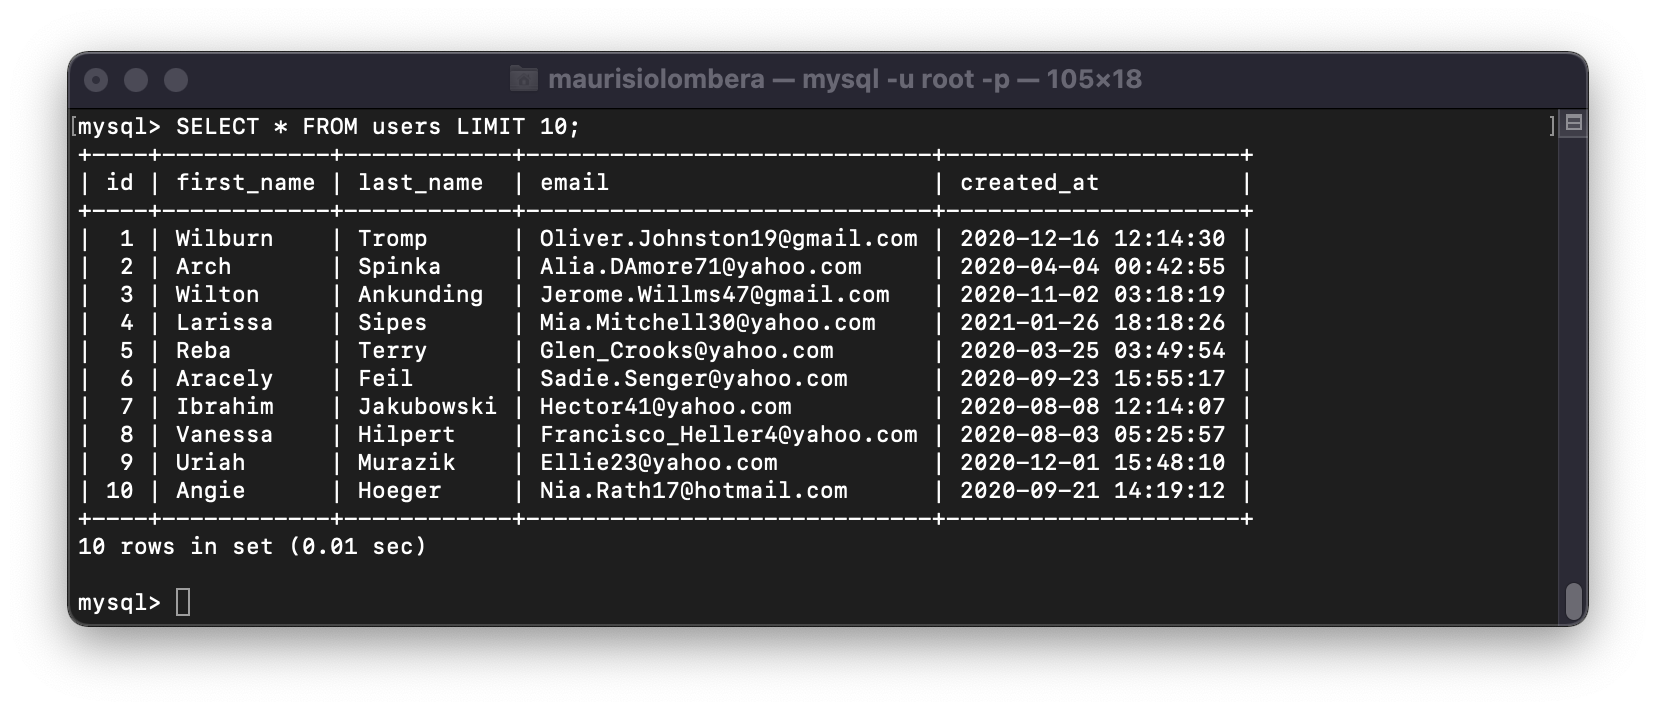 maurisiolombera — mysql -u root -p — 105×18
[mysql> SELECT * FROM users LIMIT 10; ]
+----+------------+------------+-----------------------------+---------------------+
| id | first_name | last_name  | email                       | created_at          |
+----+------------+------------+-----------------------------+---------------------+
|  1 | Wilburn    | Tromp      | Oliver.Johnston19@gmail.com | 2020-12-16 12:14:30 |
|  2 | Arch       | Spinka     | Alia.DAmore71@yahoo.com     | 2020-04-04 00:42:55 |
|  3 | Wilton     | Ankunding  | Jerome.Willms47@gmail.com   | 2020-11-02 03:18:19 |
|  4 | Larissa    | Sipes      | Mia.Mitchell30@yahoo.com    | 2021-01-26 18:18:26 |
|  5 | Reba       | Terry      | Glen_Crooks@yahoo.com       | 2020-03-25 03:49:54 |
|  6 | Aracely    | Feil       | Sadie.Senger@yahoo.com      | 2020-09-23 15:55:17 |
|  7 | Ibrahim    | Jakubowski | Hector41@yahoo.com          | 2020-08-08 12:14:07 |
|  8 | Vanessa    | Hilpert    | Francisco_Heller4@yahoo.com | 2020-08-03 05:25:57 |
|  9 | Uriah      | Murazik    | Ellie23@yahoo.com           | 2020-12-01 15:48:10 |
| 10 | Angie      | Hoeger     | Nia.Rath17@hotmail.com      | 2020-09-21 14:19:12 |
+----+------------+------------+-----------------------------+---------------------+
10 rows in set (0.01 sec)
mysql>